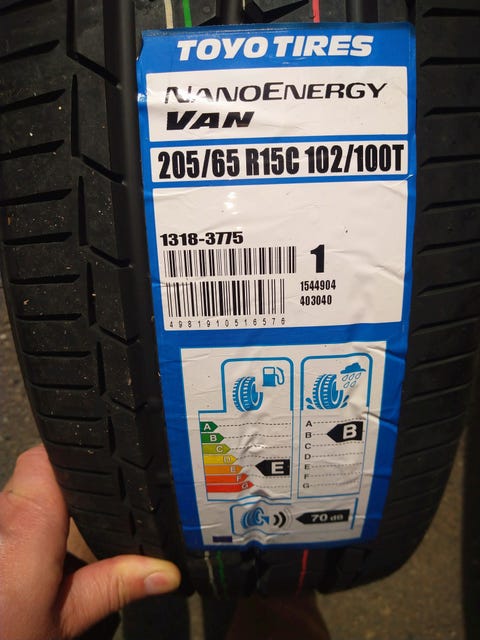 TOYO TIRES
NANOENERGY
VAN
205/65 R15C 102/100T
1318-3775
1
1544904
403040
4981910516576
A
B
C
D
E
F
G
E
A
B
C
D
E
F
G
B
70 dB